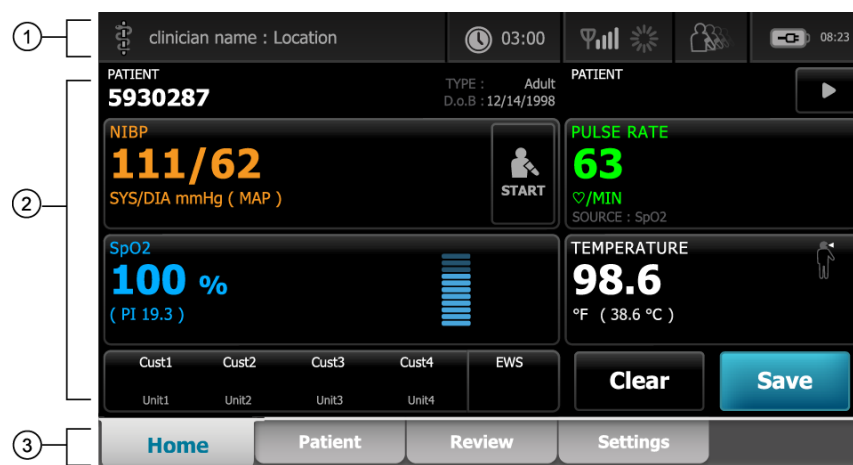 1
clinician name : Location
03:00
08:23
2
PATIENT
5930287
TYPE : Adult
D.o.B : 12/14/1998
PATIENT
NIBP
111/62
SYS/DIA mmHg ( MAP )
START
PULSE RATE
63
♡/MIN
SOURCE : SpO2
SpO2
100 %
( PI 19.3 )
TEMPERATURE
98.6
°F ( 38.6 °C )
Cust1 Cust2 Cust3 Cust4 EWS
Unit1 Unit2 Unit3 Unit4
Clear
Save
3
Home Patient Review Settings